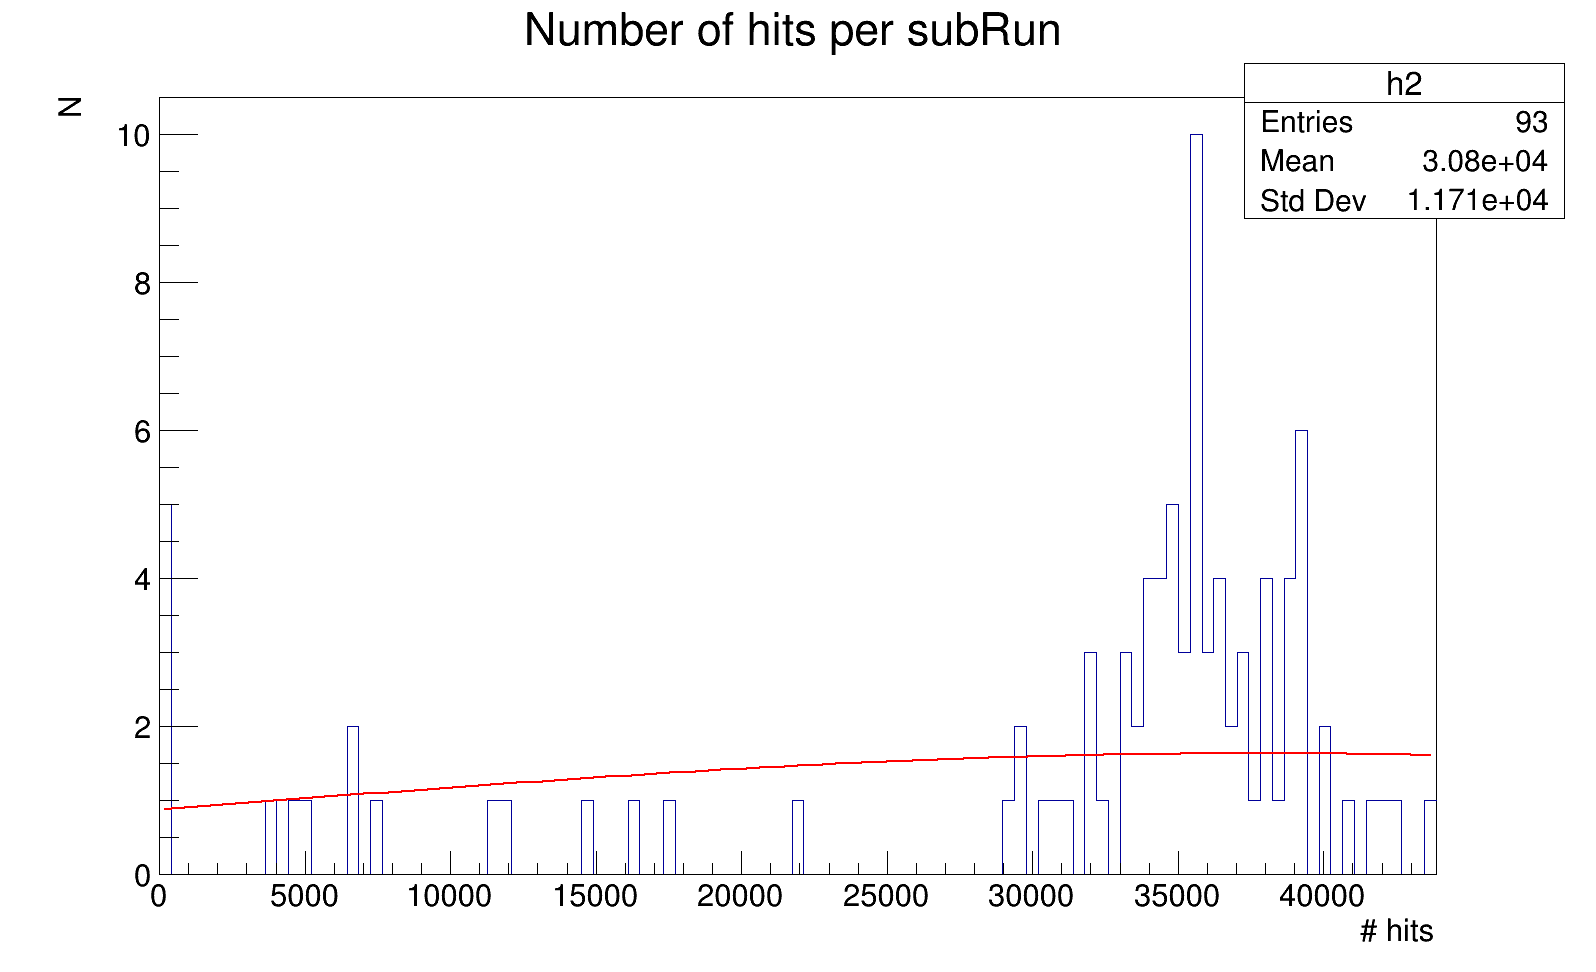 Number of hits per subRun
h2
Entries 93
Mean 3.08e+04
Std Dev 1.171e+04
N
10
8
6
4
2
0
0 5000 10000 15000 20000 25000 30000 35000 40000
# hits